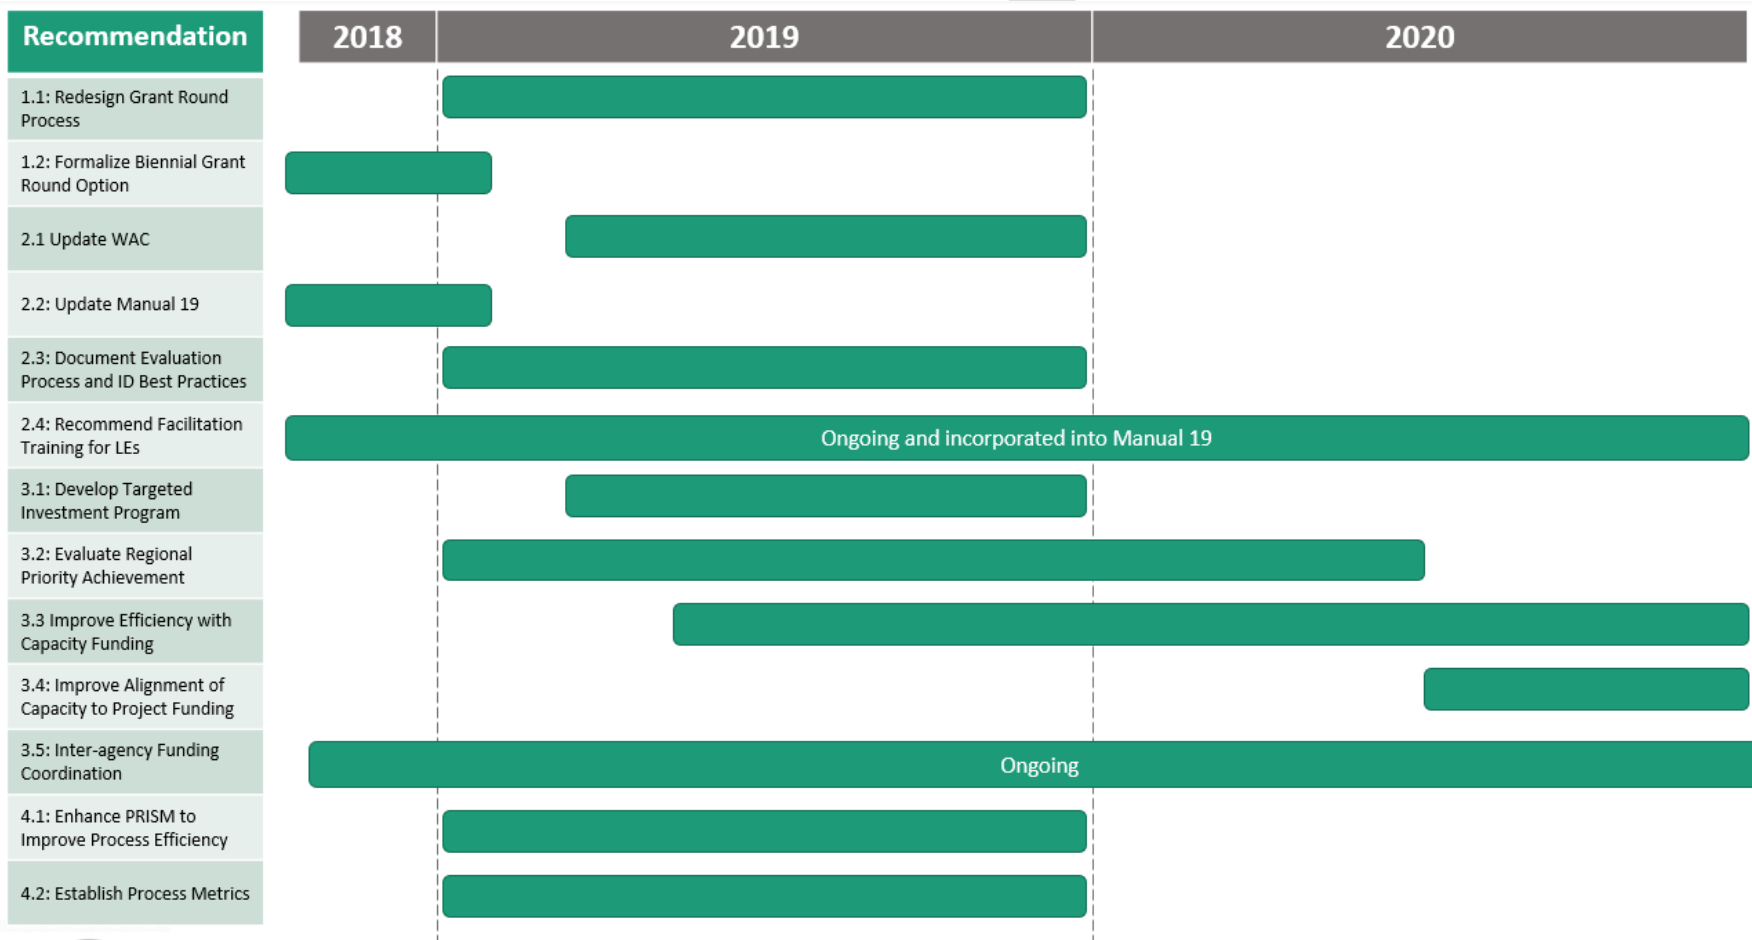 Recommendation
2018
2019
2020
1.1: Redesign Grant Round
Process
1.2: Formalize Biennial Grant
Round Option
2.1 Update WAC
2.2: Update Manual 19
2.3: Document Evaluation
Process and ID Best Practices
2.4: Recommend Facilitation
Training for LEs
Ongoing and incorporated into Manual 19
3.1: Develop Targeted
Investment Program
3.2: Evaluate Regional
Priority Achievement
3.3 Improve Efficiency with
Capacity Funding
3.4: Improve Alignment of
Capacity to Project Funding
3.5: Inter-agency Funding
Coordination
Ongoing
4.1: Enhance PRISM to
Improve Process Efficiency
4.2: Establish Process Metrics